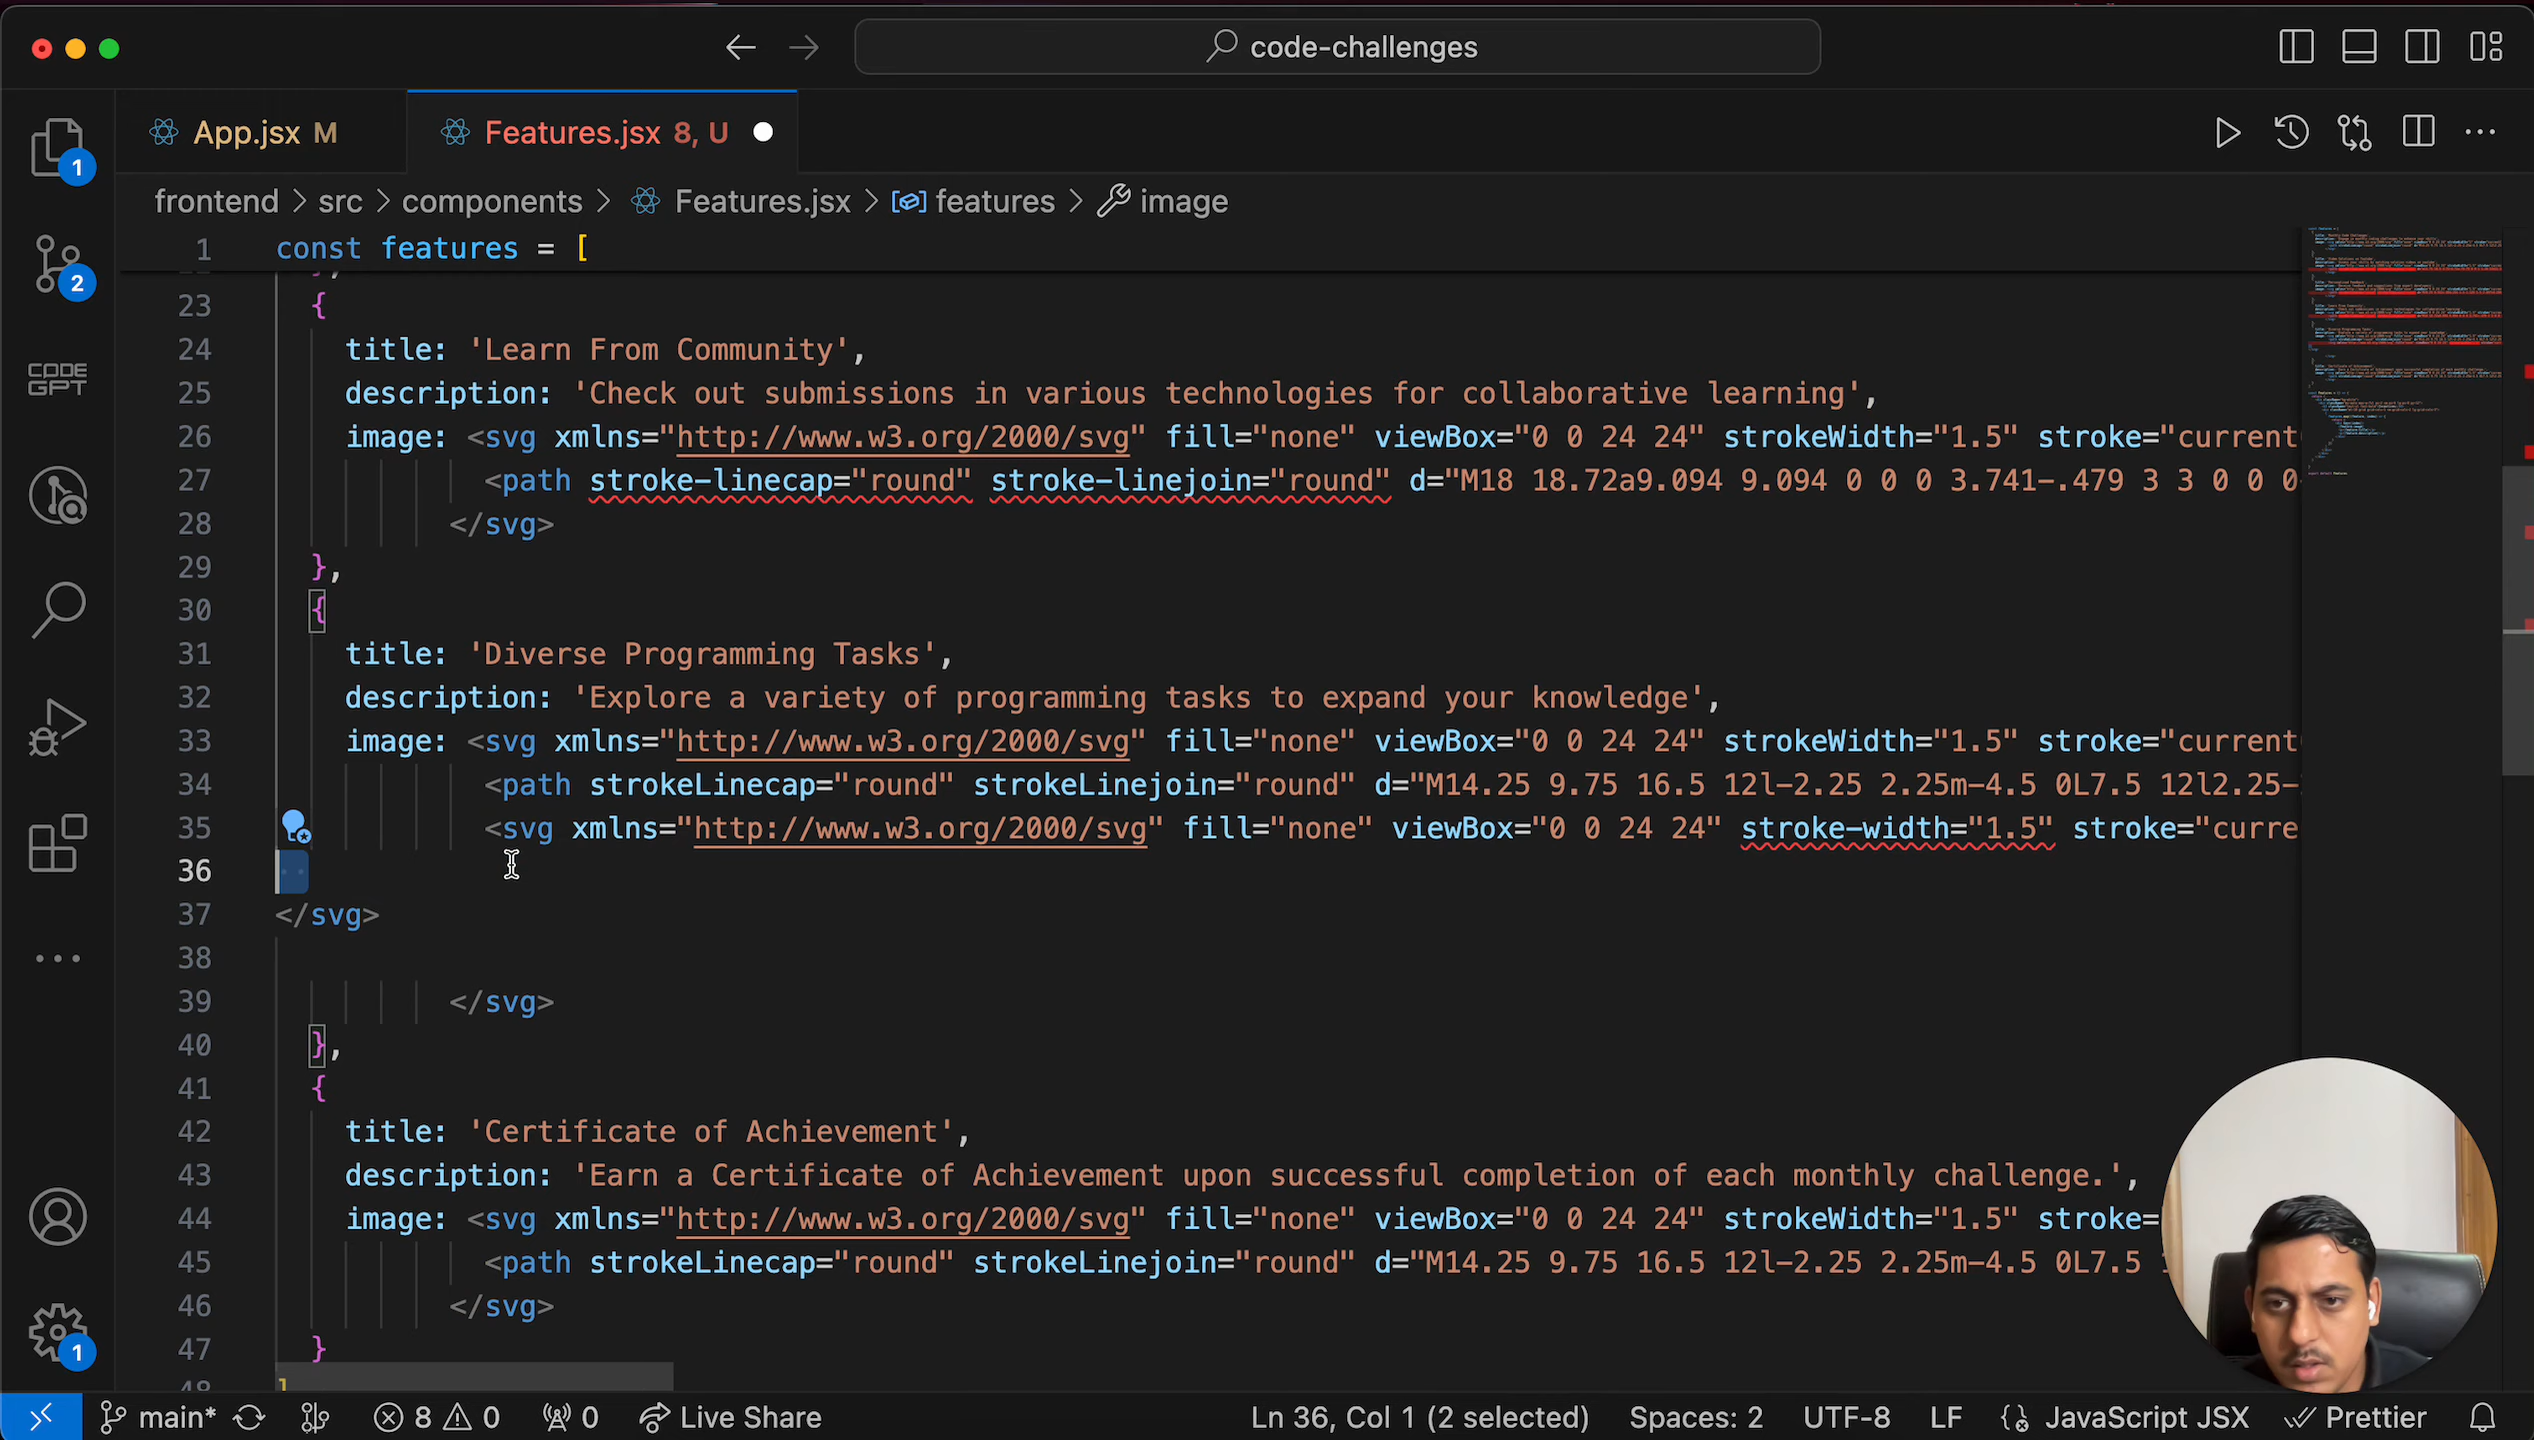 code-challenges
App.jsx M
Features.jsx 8, U
frontend > src > components > Features.jsx > features > image
1 const features = [
23 {
24 title: 'Learn From Community',
25 description: 'Check out submissions in various technologies for collaborative learning',
26 image: <svg xmlns="http://www.w3.org/2000/svg" fill="none" viewBox="0 0 24 24" strokeWidth="1.5" stroke="current
27 <path stroke-linecap="round" stroke-linejoin="round" d="M18 18.72a9.094 9.094 0 0 0 3.741-.479 3 3 0 0 0
28 </svg>
29 },
30 {
31 title: 'Diverse Programming Tasks',
32 description: 'Explore a variety of programming tasks to expand your knowledge',
33 image: <svg xmlns="http://www.w3.org/2000/svg" fill="none" viewBox="0 0 24 24" strokeWidth="1.5" stroke="current
34 <path strokeLinecap="round" strokeLinejoin="round" d="M14.25 9.75 16.5 12l-2.25 2.25m-4.5 0L7.5 12l2.25-
35 <svg xmlns="http://www.w3.org/2000/svg" fill="none" viewBox="0 0 24 24" stroke-width="1.5" stroke="curre
36
37 </svg>
38
39 </svg>
40 },
41 {
42 title: 'Certificate of Achievement',
43 description: 'Earn a Certificate of Achievement upon successful completion of each monthly challenge.',
44 image: <svg xmlns="http://www.w3.org/2000/svg" fill="none" viewBox="0 0 24 24" strokeWidth="1.5" stroke=
45 <path strokeLinecap="round" strokeLinejoin="round" d="M14.25 9.75 16.5 12l-2.25 2.25m-4.5 0L7.5
46 </svg>
47 }
48 ]
CODE
GPT
1
2
1
main* 8 0 0 Live Share Ln 36, Col 1 (2 selected) Spaces: 2 UTF-8 LF JavaScript JSX Prettier